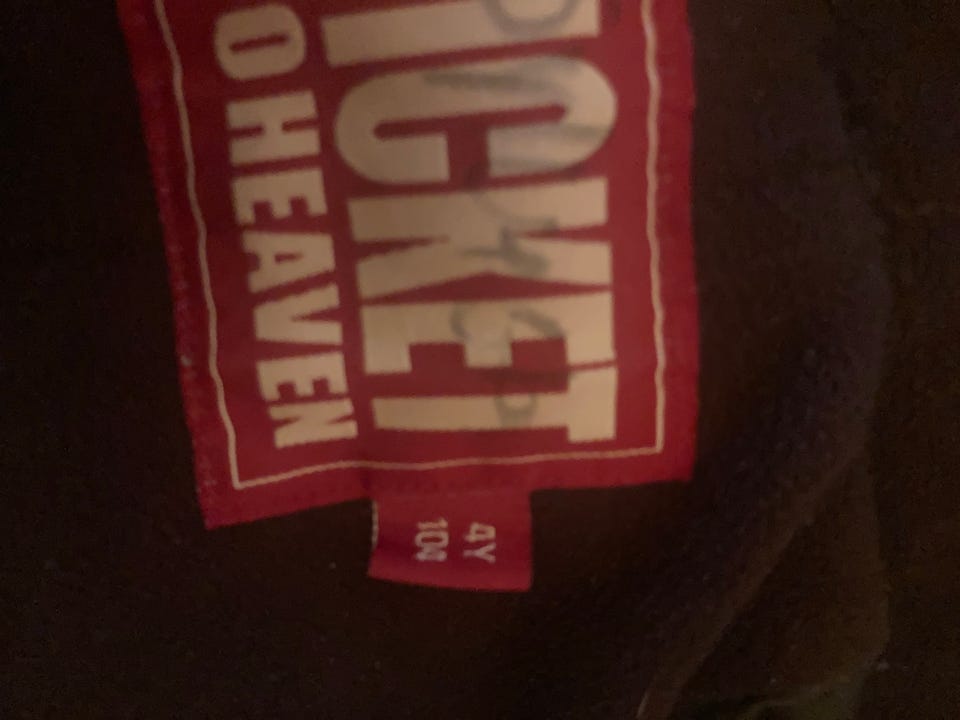 ICKET
O HEAVEN
4Y
104